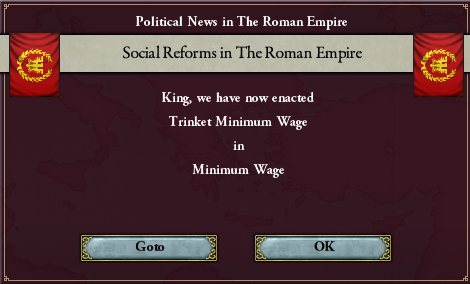 Political News in The Roman Empire
Social Reforms in The Roman Empire
King, we have now enacted
Trinket Minimum Wage
in
Minimum Wage
Goto
OK